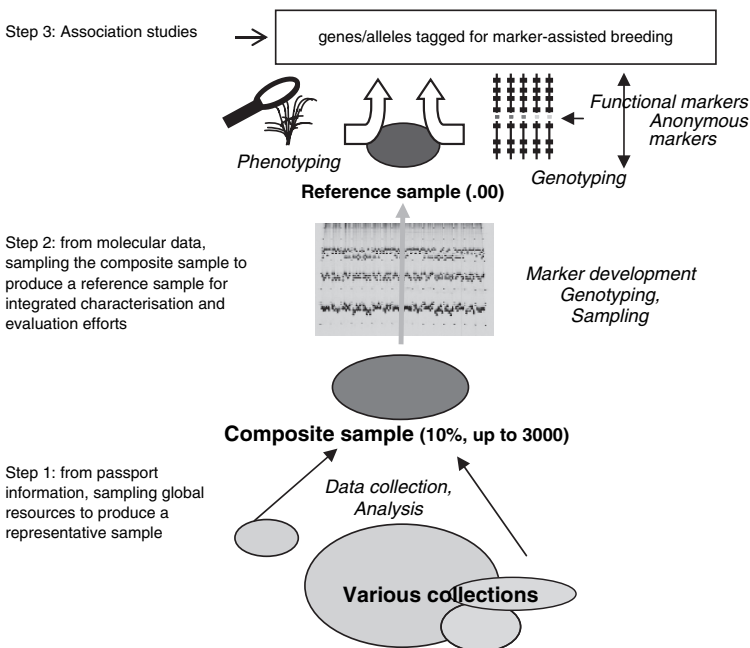 Step 3: Association studies
genes/alleles tagged for marker-assisted breeding
Functional markers
Anonymous
markers
Phenotyping
Genotyping
Reference sample (.00)
Step 2: from molecular data,
sampling the composite sample to
produce a reference sample for
integrated characterisation and
evaluation efforts
Marker development
Genotyping,
Sampling
Composite sample (10%, up to 3000)
Step 1: from passport
information, sampling global
resources to produce a
representative sample
Data collection,
Analysis
Various collections